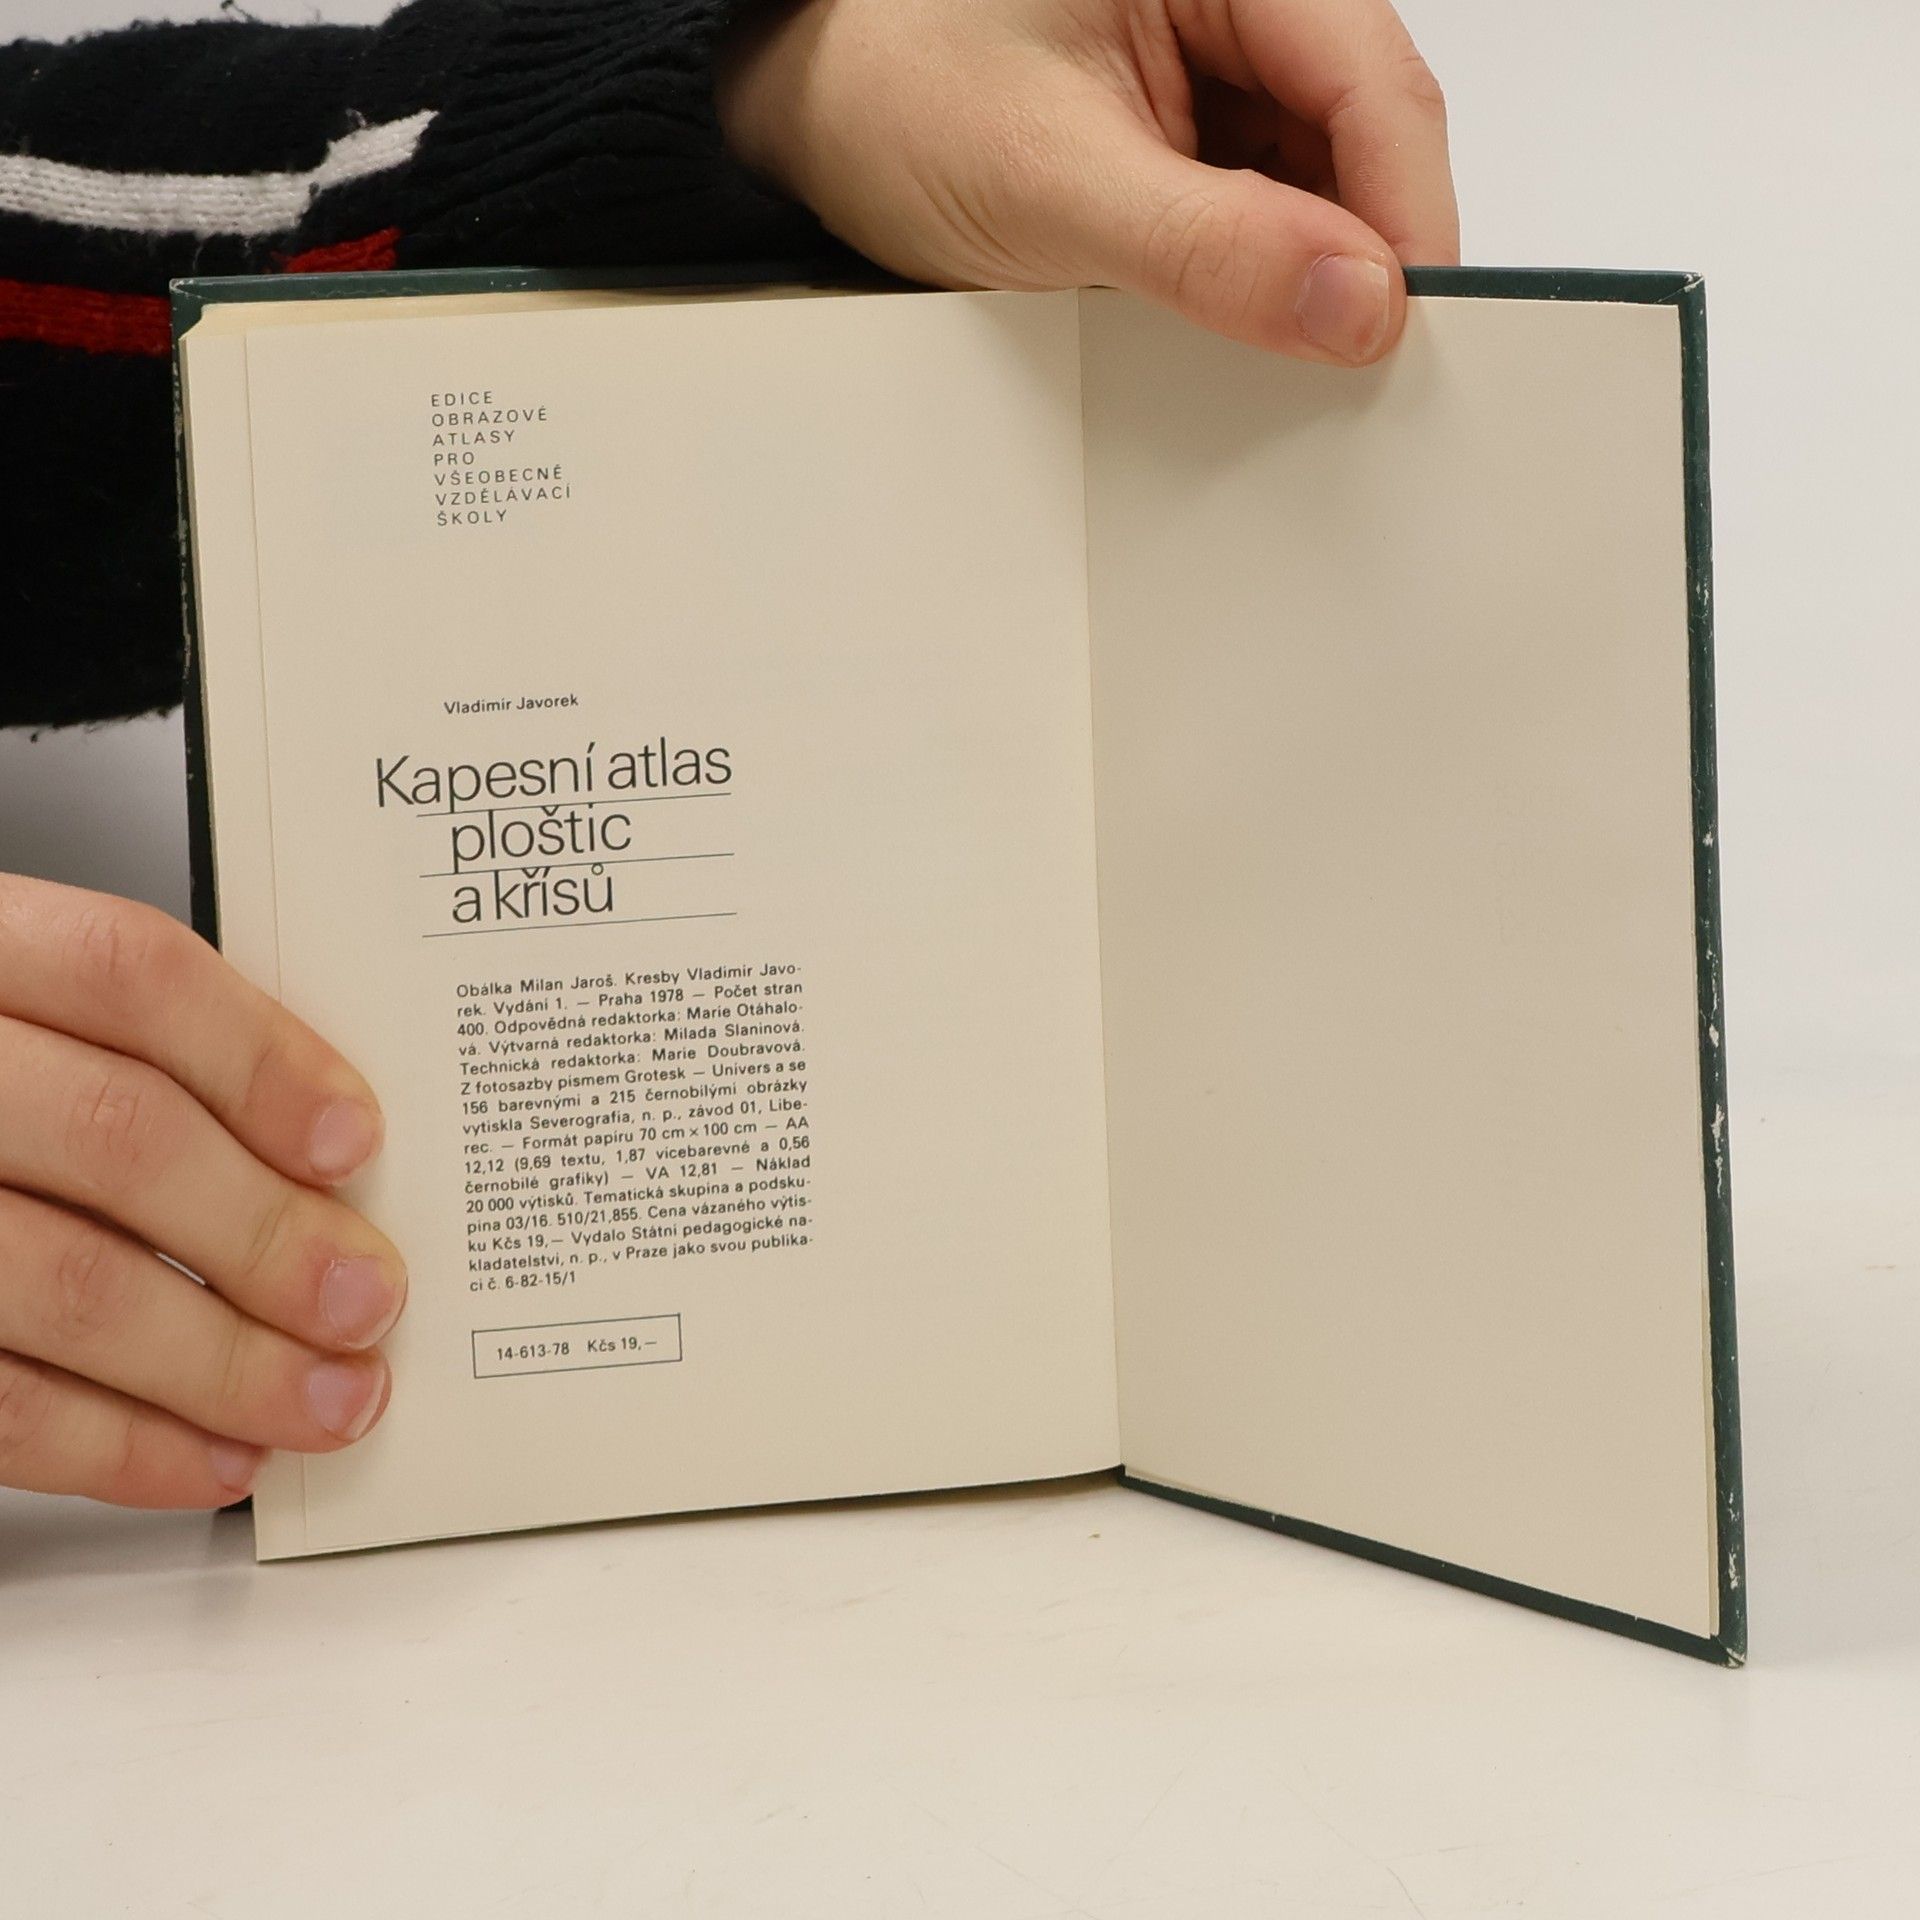 EDICE
OBRAZOVÉ
ATLASY
PRO
VŠEOBECNĚ
VZDĚLÁVACÍ
ŠKOLY
Vladimír Javorek
Kapesní atlas
ploštic
a křísů
Obálka Milan Jaroš. Kresby Vladimír Javo-
rek. Vydání 1. — Praha 1978 — Počet stran
400. Odpovědná redaktorka: Marie Otáhalo-
vá. Výtvarná redaktorka: Milada Slaninová.
Technická redaktorka: Marie Doubravová.
Z fotosazby písmem Grotesk — Univers a se
156 barevnými a 215 černobílými obrázky
vytiskla Severografia, n. p., závod 01, Libe-
rec. — Formát papíru 70 cm × 100 cm — AA
12,12 (9,69 textu, 1,87 vícebarevné a 0,56
černobílé grafiky) — VA 12,81 — Náklad
20 000 výtisků. Tematická skupina a podsku-
pina 03/16. 510/21,855. Cena vázaného výtis-
ku Kčs 19,— Vydalo Státní pedagogické na-
kladatelství, n. p., v Praze jako svou publika-
ci č. 6-82-15/1
14-613-78 Kčs 19,—